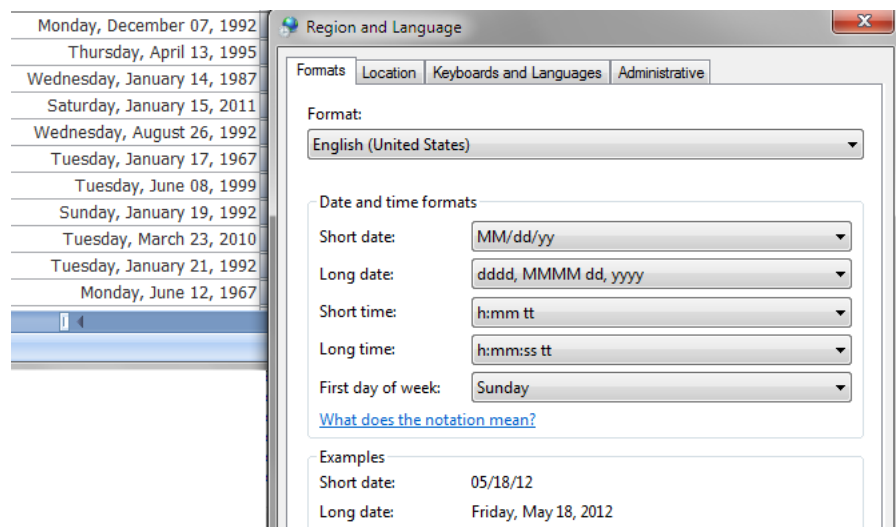 Monday, December 07, 1992
Thursday, April 13, 1995
Wednesday, January 14, 1987
Saturday, January 15, 2011
Wednesday, August 26, 1992
Tuesday, January 17, 1967
Tuesday, June 08, 1999
Sunday, January 19, 1992
Tuesday, March 23, 2010
Tuesday, January 21, 1992
Monday, June 12, 1967
Region and Language
Formats Location Keyboards and Languages Administrative
Format:
English (United States)
Date and time formats
Short date: MM/dd/yy
Long date: dddd, MMMM dd, yyyy
Short time: h:mm tt
Long time: h:mm:ss tt
First day of week: Sunday
What does the notation mean?
Examples
Short date: 05/18/12
Long date: Friday, May 18, 2012